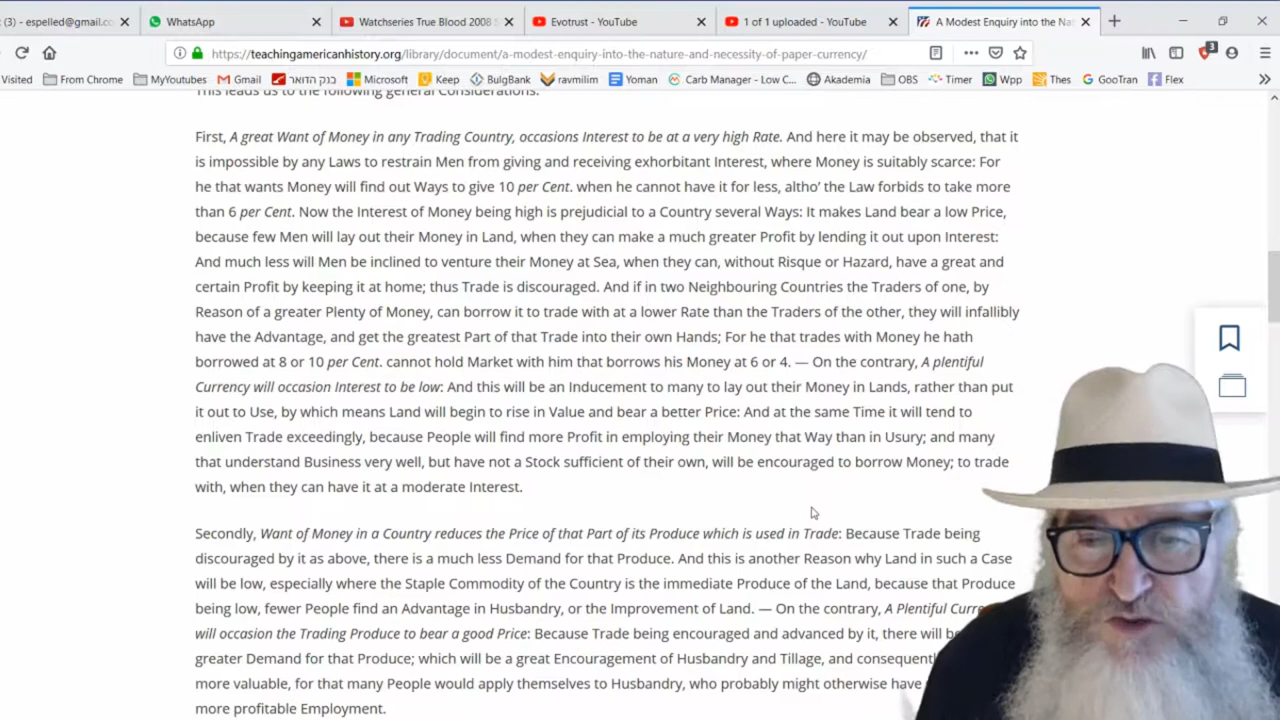 (3) - espelled@gmail.co
WhatsApp
Watchseries True Blood 2008
Evotrust - YouTube
1 of 1 uploaded - YouTube
A Modest Enquiry into the Na
https://teachingamericanhistory.org/library/document/a-modest-enquiry-into-the-nature-and-necessity-of-paper-currency/
3
Visited
From Chrome
MyYoutubes
Gmail
בנק הדואר
Microsoft
Keep
BulgBank
ravmilim
Yoman
Carb Manager - Low C...
Akademia
OBS
Timer
Wpp
Thes
GooTran
Flex
This leads us to the following general Considerations.
First, A great Want of Money in any Trading Country, occasions Interest to be at a very high Rate. And here it may be observed, that it
is impossible by any Laws to restrain Men from giving and receiving exhorbitant Interest, where Money is suitably scarce: For
he that wants Money will find out Ways to give 10 per Cent. when he cannot have it for less, altho’ the Law forbids to take more
than 6 per Cent. Now the Interest of Money being high is prejudicial to a Country several Ways: It makes Land bear a low Price,
because few Men will lay out their Money in Land, when they can make a much greater Profit by lending it out upon Interest:
And much less will Men be inclined to venture their Money at Sea, when they can, without Risque or Hazard, have a great and
certain Profit by keeping it at home; thus Trade is discouraged. And if in two Neighbouring Countries the Traders of one, by
Reason of a greater Plenty of Money, can borrow it to trade with at a lower Rate than the Traders of the other, they will infallibly
have the Advantage, and get the greatest Part of that Trade into their own Hands; For he that trades with Money he hath
borrowed at 8 or 10 per Cent. cannot hold Market with him that borrows his Money at 6 or 4. — On the contrary, A plentiful
Currency will occasion Interest to be low: And this will be an Inducement to many to lay out their Money in Lands, rather than put
it out to Use, by which means Land will begin to rise in Value and bear a better Price: And at the same Time it will tend to
enliven Trade exceedingly, because People will find more Profit in employing their Money that Way than in Usury; and many
that understand Business very well, but have not a Stock sufficient of their own, will be encouraged to borrow Money; to trade
with, when they can have it at a moderate Interest.
Secondly, Want of Money in a Country reduces the Price of that Part of its Produce which is used in Trade: Because Trade being
discouraged by it as above, there is a much less Demand for that Produce. And this is another Reason why Land in such a Case
will be low, especially where the Staple Commodity of the Country is the immediate Produce of the Land, because that Produce
being low, fewer People find an Advantage in Husbandry, or the Improvement of Land. — On the contrary, A Plentiful Curre
will occasion the Trading Produce to bear a good Price: Because Trade being encouraged and advanced by it, there will be
greater Demand for that Produce; which will be a great Encouragement of Husbandry and Tillage, and consequent
more valuable, for that many People would apply themselves to Husbandry, who probably might otherwise have
more profitable Employment.